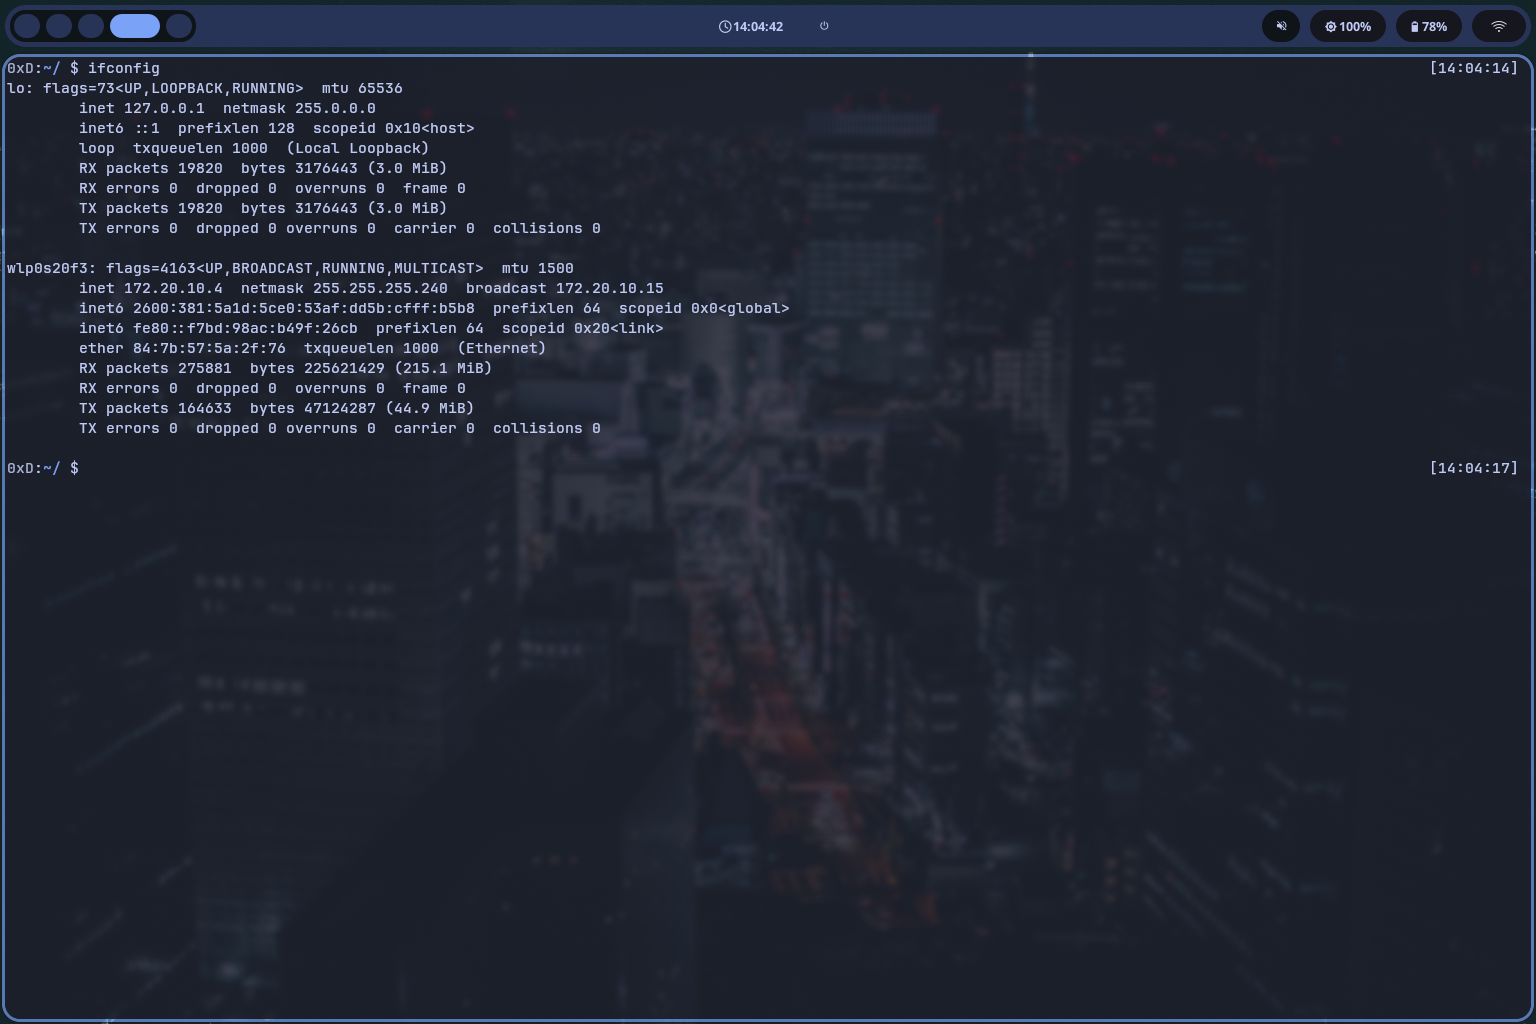 14:04:42
100%
78%
0xD:~/ $ ifconfig [14:04:14]
lo: flags=73<UP,LOOPBACK,RUNNING>  mtu 65536
        inet 127.0.0.1  netmask 255.0.0.0
        inet6 ::1  prefixlen 128  scopeid 0x10<host>
        loop  txqueuelen 1000  (Local Loopback)
        RX packets 19820  bytes 3176443 (3.0 MiB)
        RX errors 0  dropped 0  overruns 0  frame 0
        TX packets 19820  bytes 3176443 (3.0 MiB)
        TX errors 0  dropped 0 overruns 0  carrier 0  collisions 0

wlp0s20f3: flags=4163<UP,BROADCAST,RUNNING,MULTICAST>  mtu 1500
        inet 172.20.10.4  netmask 255.255.255.240  broadcast 172.20.10.15
        inet6 2600:381:5a1d:5ce0:53af:dd5b:cfff:b5b8  prefixlen 64  scopeid 0x0<global>
        inet6 fe80::f7bd:98ac:b49f:26cb  prefixlen 64  scopeid 0x20<link>
        ether 84:7b:57:5a:2f:76  txqueuelen 1000  (Ethernet)
        RX packets 275881  bytes 225621429 (215.1 MiB)
        RX errors 0  dropped 0  overruns 0  frame 0
        TX packets 164633  bytes 47124287 (44.9 MiB)
        TX errors 0  dropped 0 overruns 0  carrier 0  collisions 0

0xD:~/ $ [14:04:17]